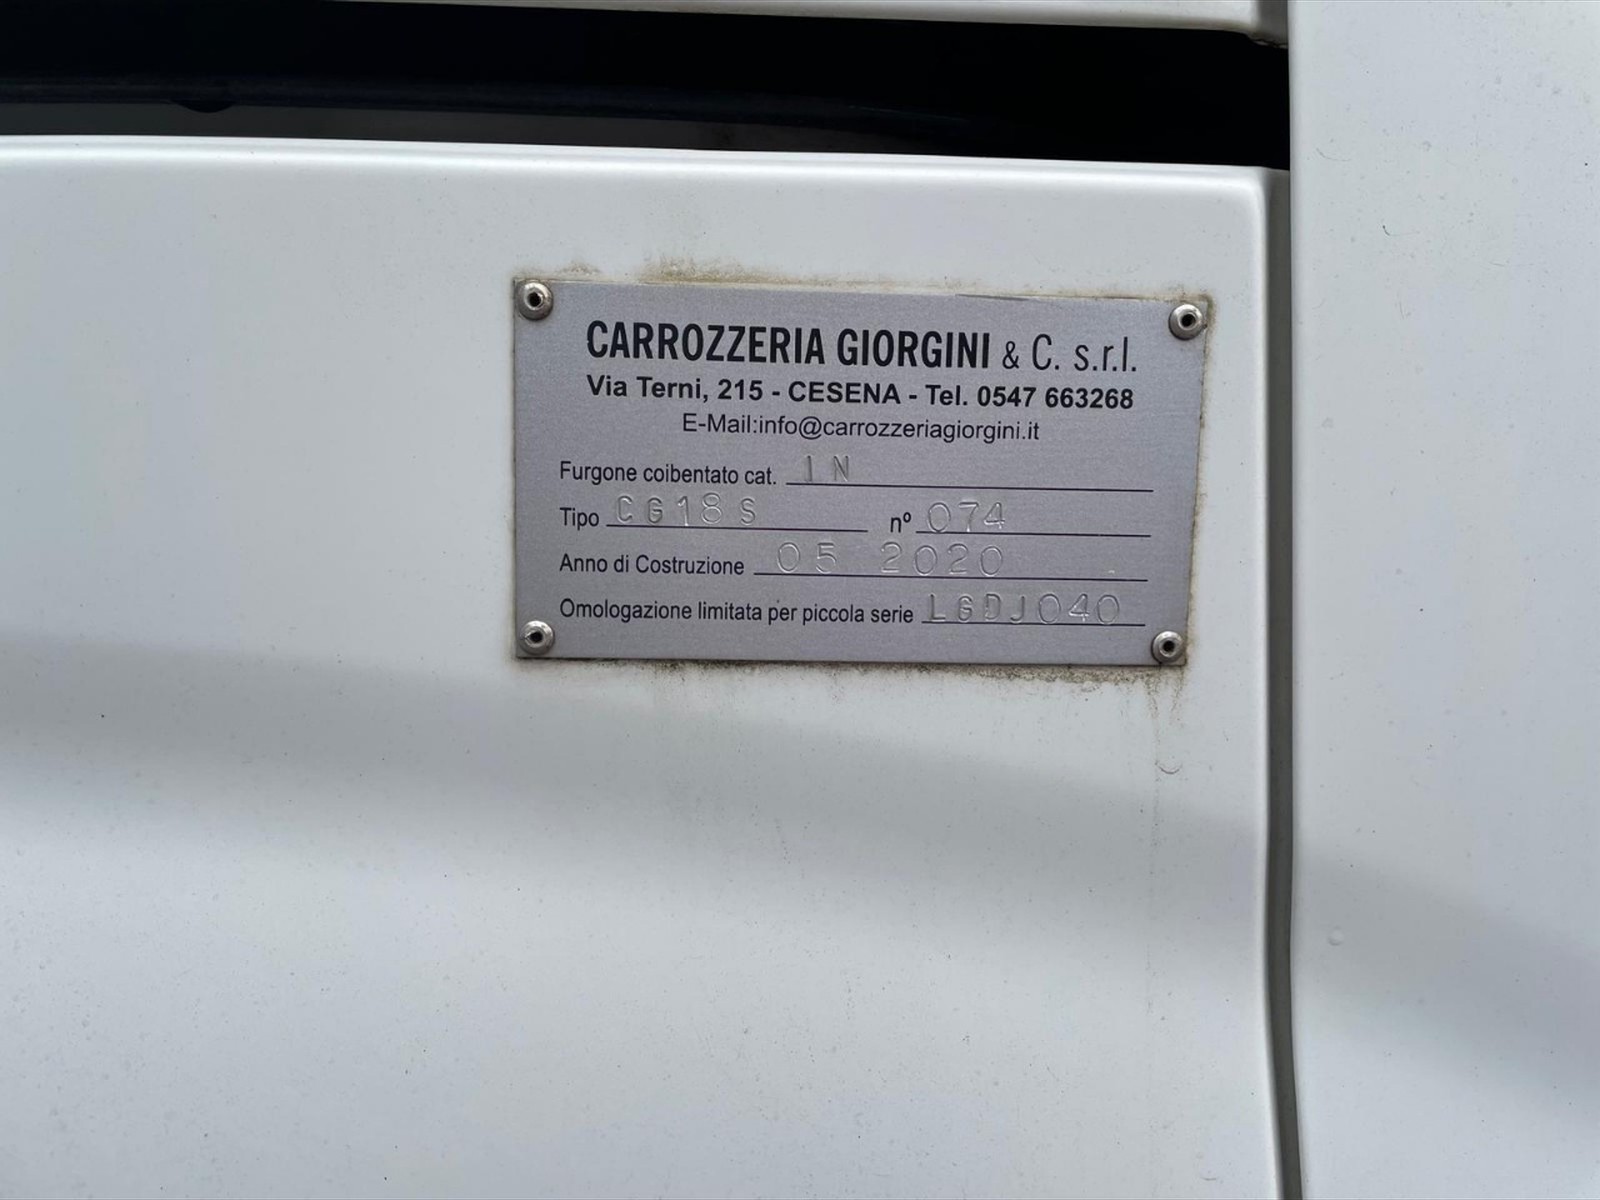 CARROZZERIA GIORGINI & C. s.r.l.
Via Terni, 215 - CESENA - Tel. 0547 663268
E-Mail:info@carrozzeriagiorgini.it
Furgone coibentato cat. IN
Tipo CG18S nº 074
Anno di Costruzione 05 2020
Omologazione limitata per piccola serie LGDJ040